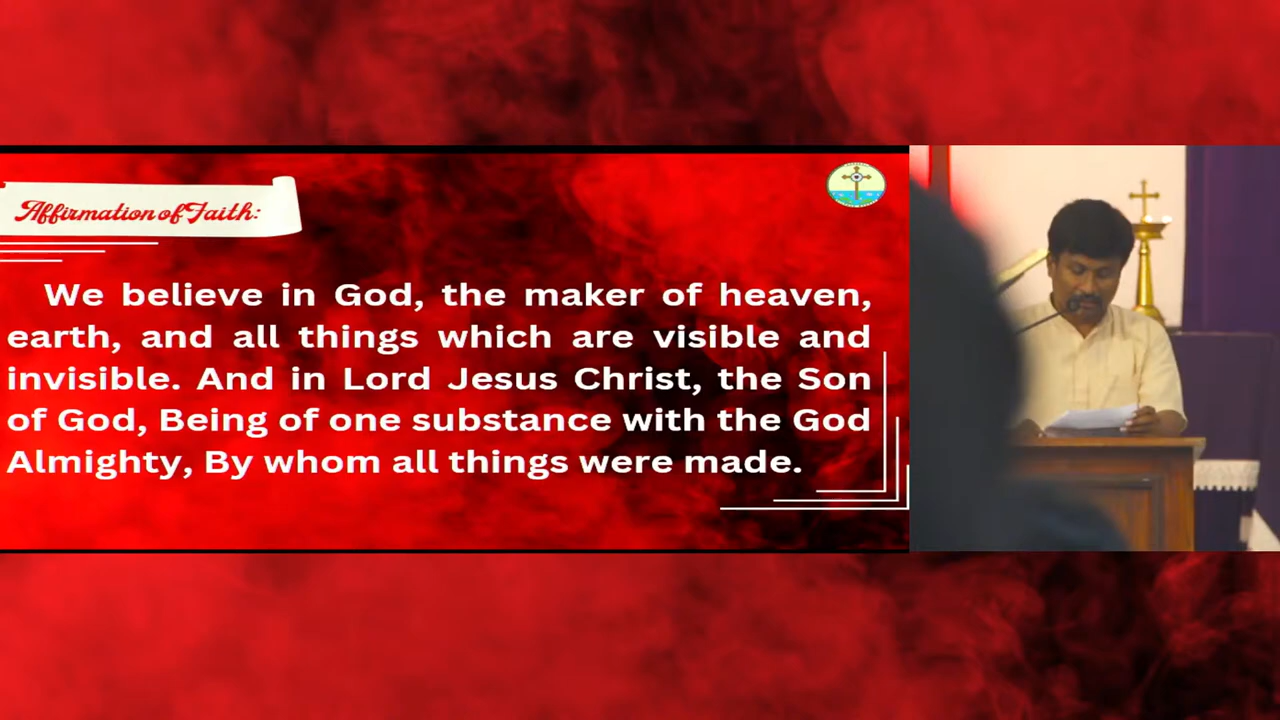 Affirmation of Faith:
We believe in God, the maker of heaven,
earth, and all things which are visible and
invisible. And in Lord Jesus Christ, the Son
of God, Being of one substance with the God
Almighty, By whom all things were made.